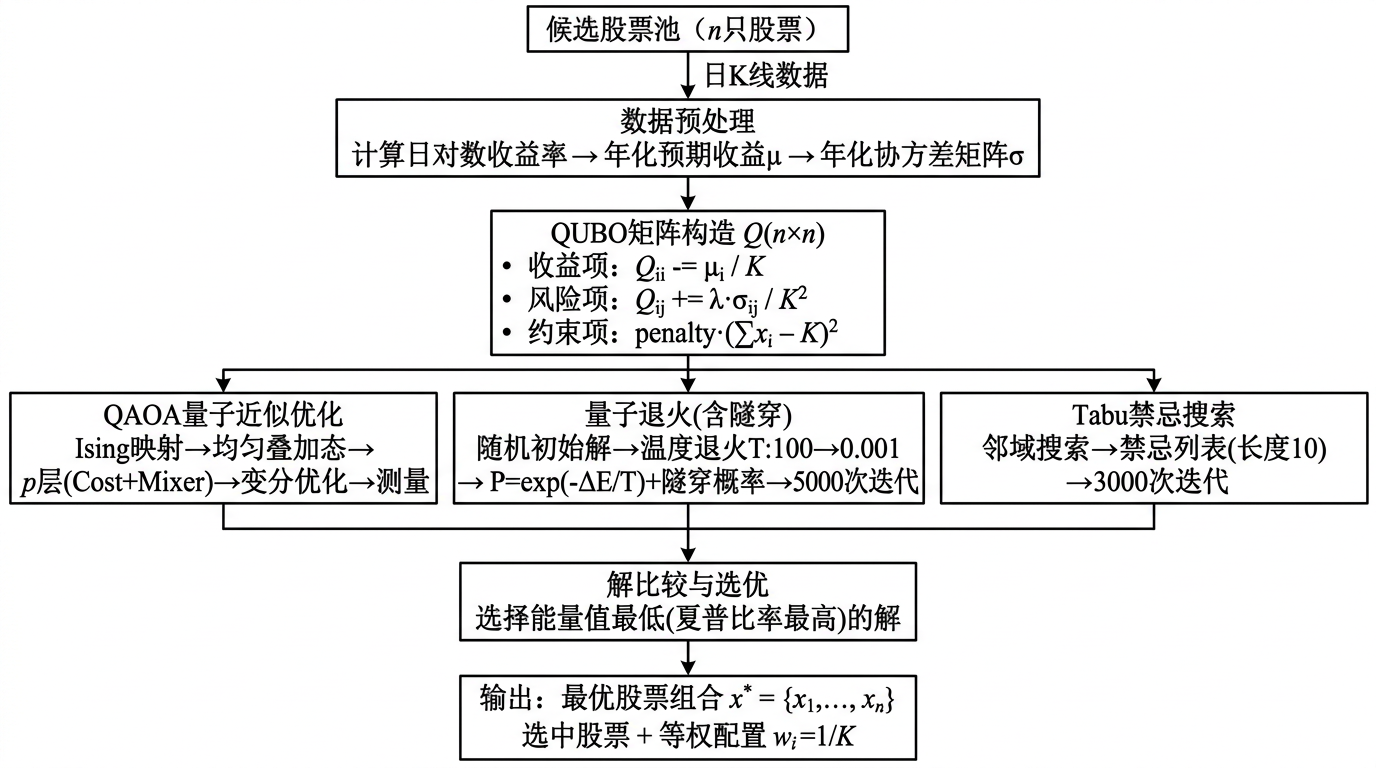 候选股票池（n只股票）
日K线数据
数据预处理
计算日对数收益率→年化预期收益μ→年化协方差矩阵σ
QUBO矩阵构造 Q(n×n)
• 收益项：Qii -= μi / K
• 风险项：Qij += λ·σij / K²
• 约束项：penalty·(∑xi – K)²
QAOA量子近似优化
Ising映射→均匀叠加态→
p层(Cost+Mixer)→变分优化→测量
量子退火(含隧穿)
随机初始解→温度退火T:100→0.001
→ P=exp(-ΔE/T)+隧穿概率→5000次迭代
Tabu禁忌搜索
邻域搜索→禁忌列表(长度10)
→3000次迭代
解比较与选优
选择能量值最低(夏普比率最高)的解
输出：最优股票组合 x* = {x1,…, xn}
选中股票 + 等权配置 wi=1/K